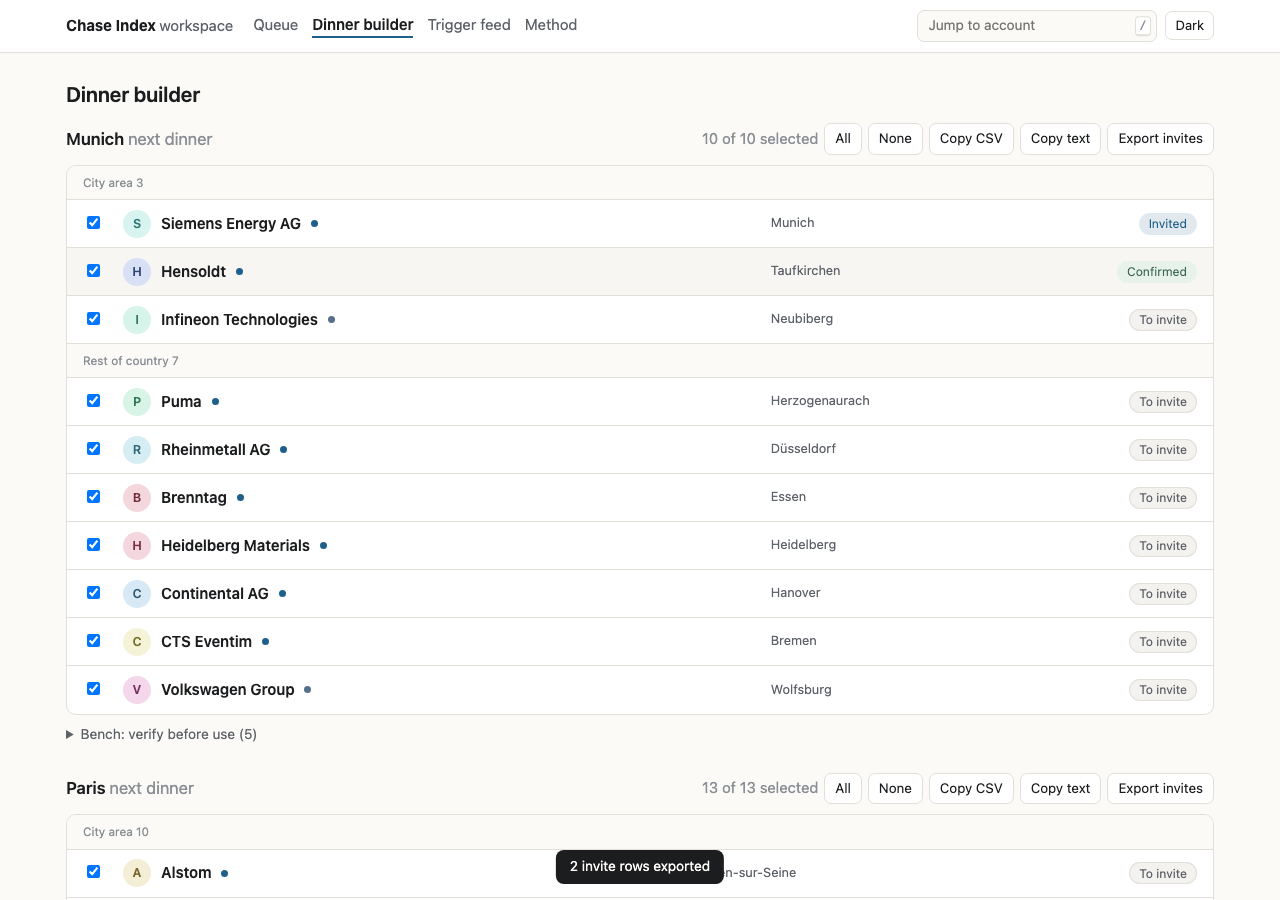 Chase Index workspace Queue Dinner builder Trigger feed Method Jump to account / Dark
Dinner builder
Munich next dinner 10 of 10 selected All None Copy CSV Copy text Export invites
City area 3
S Siemens Energy AG Munich Invited
H Hensoldt Taufkirchen Confirmed
I Infineon Technologies Neubiberg To invite
Rest of country 7
P Puma Herzogenaurach To invite
R Rheinmetall AG Düsseldorf To invite
B Brenntag Essen To invite
H Heidelberg Materials Heidelberg To invite
C Continental AG Hanover To invite
C CTS Eventim Bremen To invite
V Volkswagen Group Wolfsburg To invite
Bench: verify before use (5)
Paris next dinner 13 of 13 selected All None Copy CSV Copy text Export invites
City area 10
2 invite rows exported
A Alstom en-sur-Seine To invite